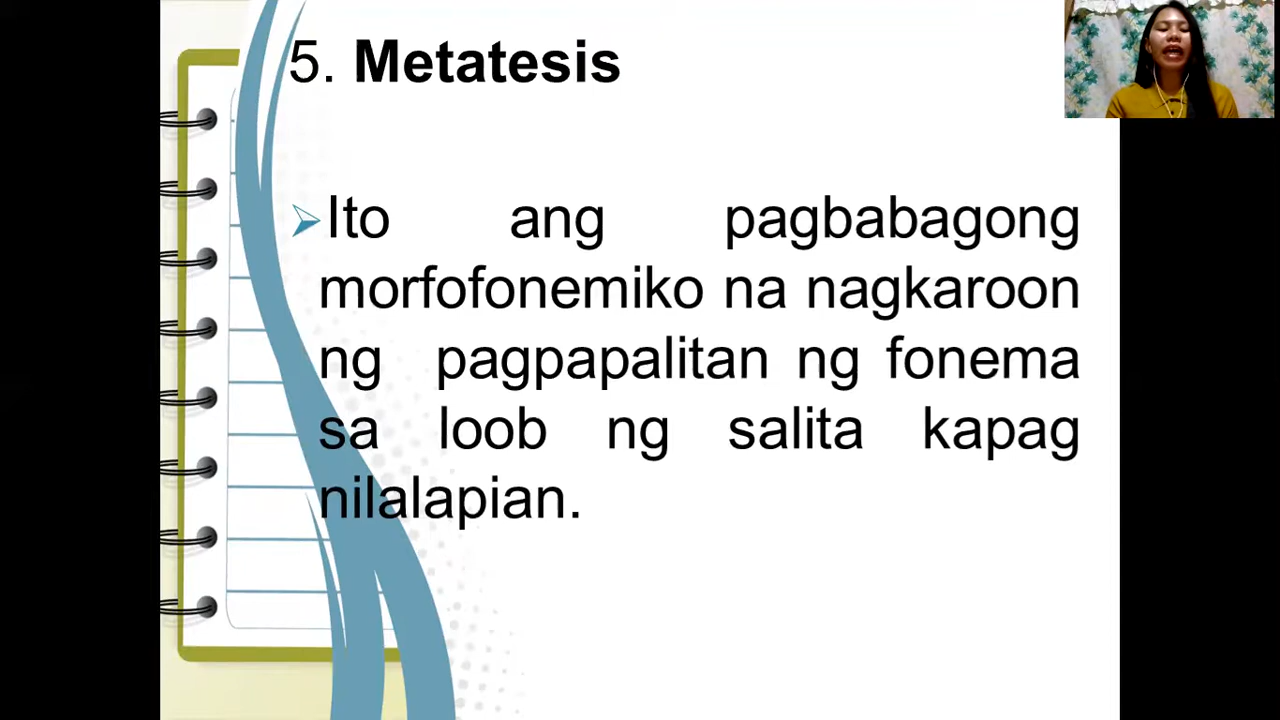 5. Metatesis
Ito ang pagbabagong
morfofonemiko na nagkaroon
ng pagpapalitan ng fonema
sa loob ng salita kapag
nilalapian.